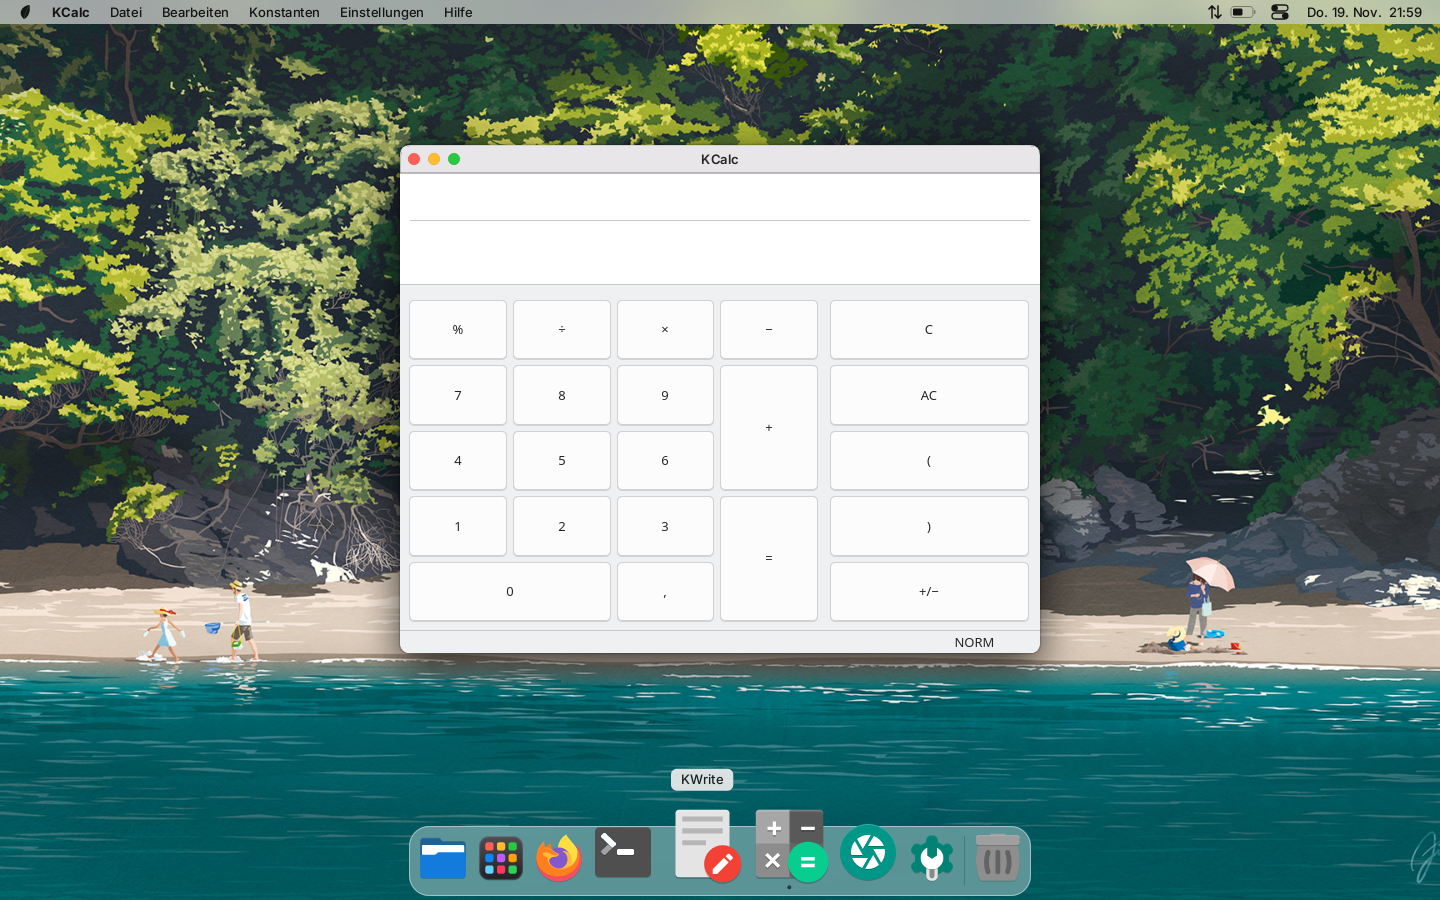 KCalc Datei Bearbeiten Konstanten Einstellungen Hilfe Do. 19. Nov. 21:59
KCalc
% ÷ × − C
7 8 9 + AC
4 5 6 (
1 2 3 = )
0 , +/−
NORM
KWrite